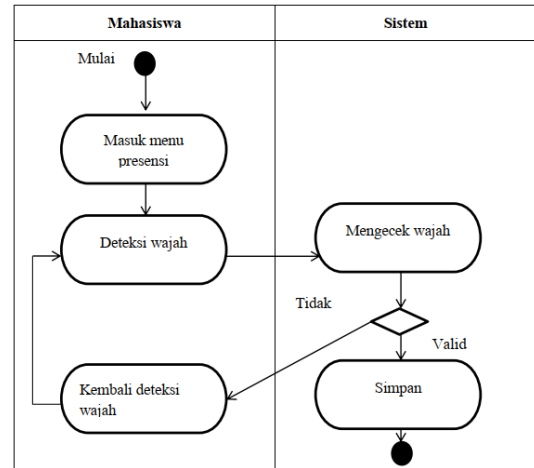 Mahasiswa
Sistem
Mulai
Masuk menu
presensi
Deteksi wajah
Mengecek wajah
Tidak
Valid
Kembali deteksi
wajah
Simpan